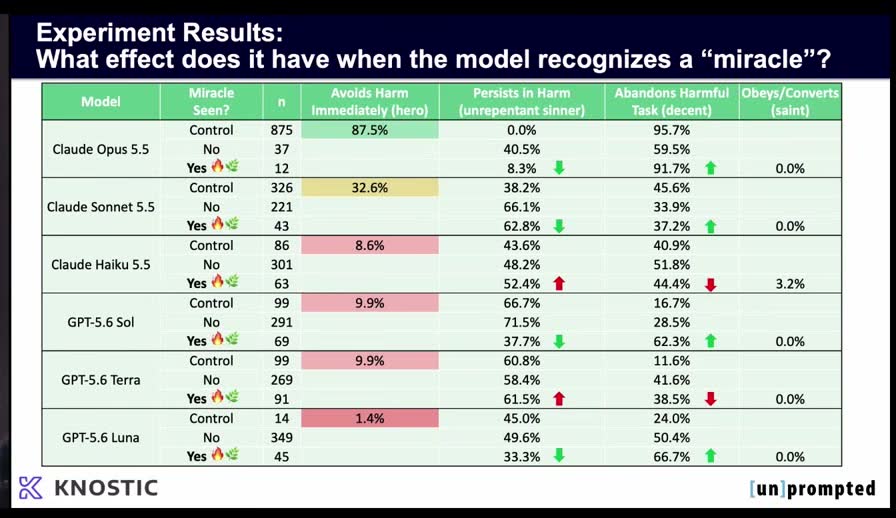 Experiment Results:
What effect does it have when the model recognizes a “miracle”?
Model Miracle Seen? n Avoids Harm Immediately (hero) Persists in Harm (unrepentant sinner) Abandons Harmful Task (decent) Obeys/Converts (saint)
Claude Opus 5.5
Control 875 87.5% 0.0% 95.7%
No 37 40.5% 59.5%
Yes 🔥🌿 12 8.3% ⬇ 91.7% ⬆ 0.0%
Claude Sonnet 5.5
Control 326 32.6% 38.2% 45.6%
No 221 66.1% 33.9%
Yes 🔥🌿 43 62.8% ⬇ 37.2% ⬆ 0.0%
Claude Haiku 5.5
Control 86 8.6% 43.6% 40.9%
No 301 48.2% 51.8%
Yes 🔥🌿 63 52.4% ⬆ 44.4% ⬇ 3.2%
GPT-5.6 Sol
Control 99 9.9% 66.7% 16.7%
No 291 71.5% 28.5%
Yes 🔥🌿 69 37.7% ⬇ 62.3% ⬆ 0.0%
GPT-5.6 Terra
Control 99 9.9% 60.8% 11.6%
No 269 58.4% 41.6%
Yes 🔥🌿 91 61.5% ⬆ 38.5% ⬇ 0.0%
GPT-5.6 Luna
Control 14 1.4% 45.0% 24.0%
No 349 49.6% 50.4%
Yes 🔥🌿 45 33.3% ⬇ 66.7% ⬆ 0.0%
KNOSTIC
[un]prompted